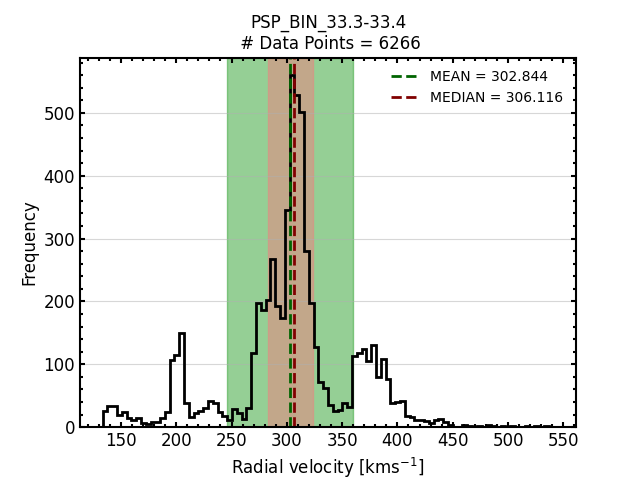 PSP_BIN_33.3-33.4
# Data Points = 6266
MEAN = 302.844
MEDIAN = 306.116
Frequency
500
400
300
200
100
0
150 200 250 300 350 400 450 500 550
Radial velocity [kms⁻¹]